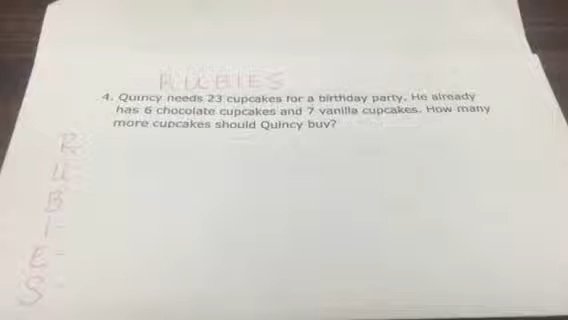 RUBIES
4. Quincy needs 23 cupcakes for a birthday party. He already
has 6 chocolate cupcakes and 7 vanilla cupcakes. How many
more cupcakes should Quincy buy?
R
U
B
I
E
S